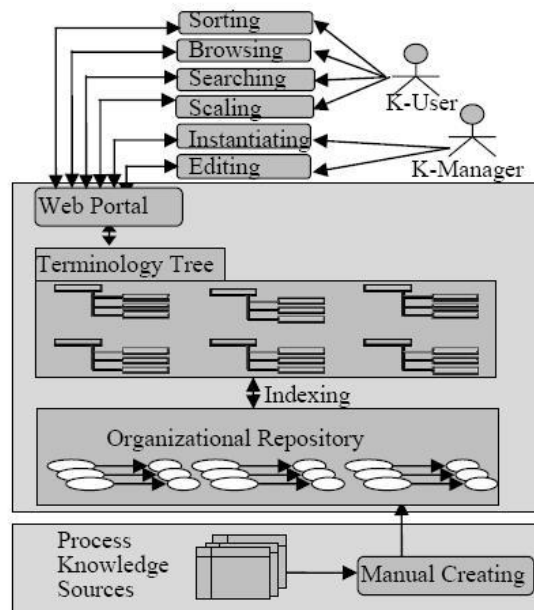 Sorting
Browsing
Searching
Scaling
K-User
Instantiating
Editing
K-Manager
Web Portal
Terminology Tree
Indexing
Organizational Repository
Process
Knowledge
Sources
Manual Creating